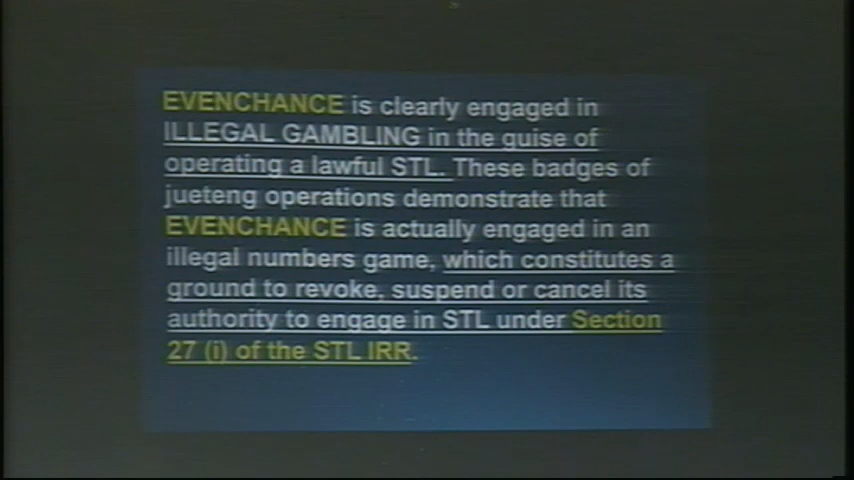 EVENCHANCE is clearly engaged in
ILLEGAL GAMBLING in the guise of
operating a lawful STL. These badges of
jueteng operations demonstrate that
EVENCHANCE is actually engaged in an
illegal numbers game, which constitutes a
ground to revoke, suspend or cancel its
authority to engage in STL under Section
27 (i) of the STL IRR.